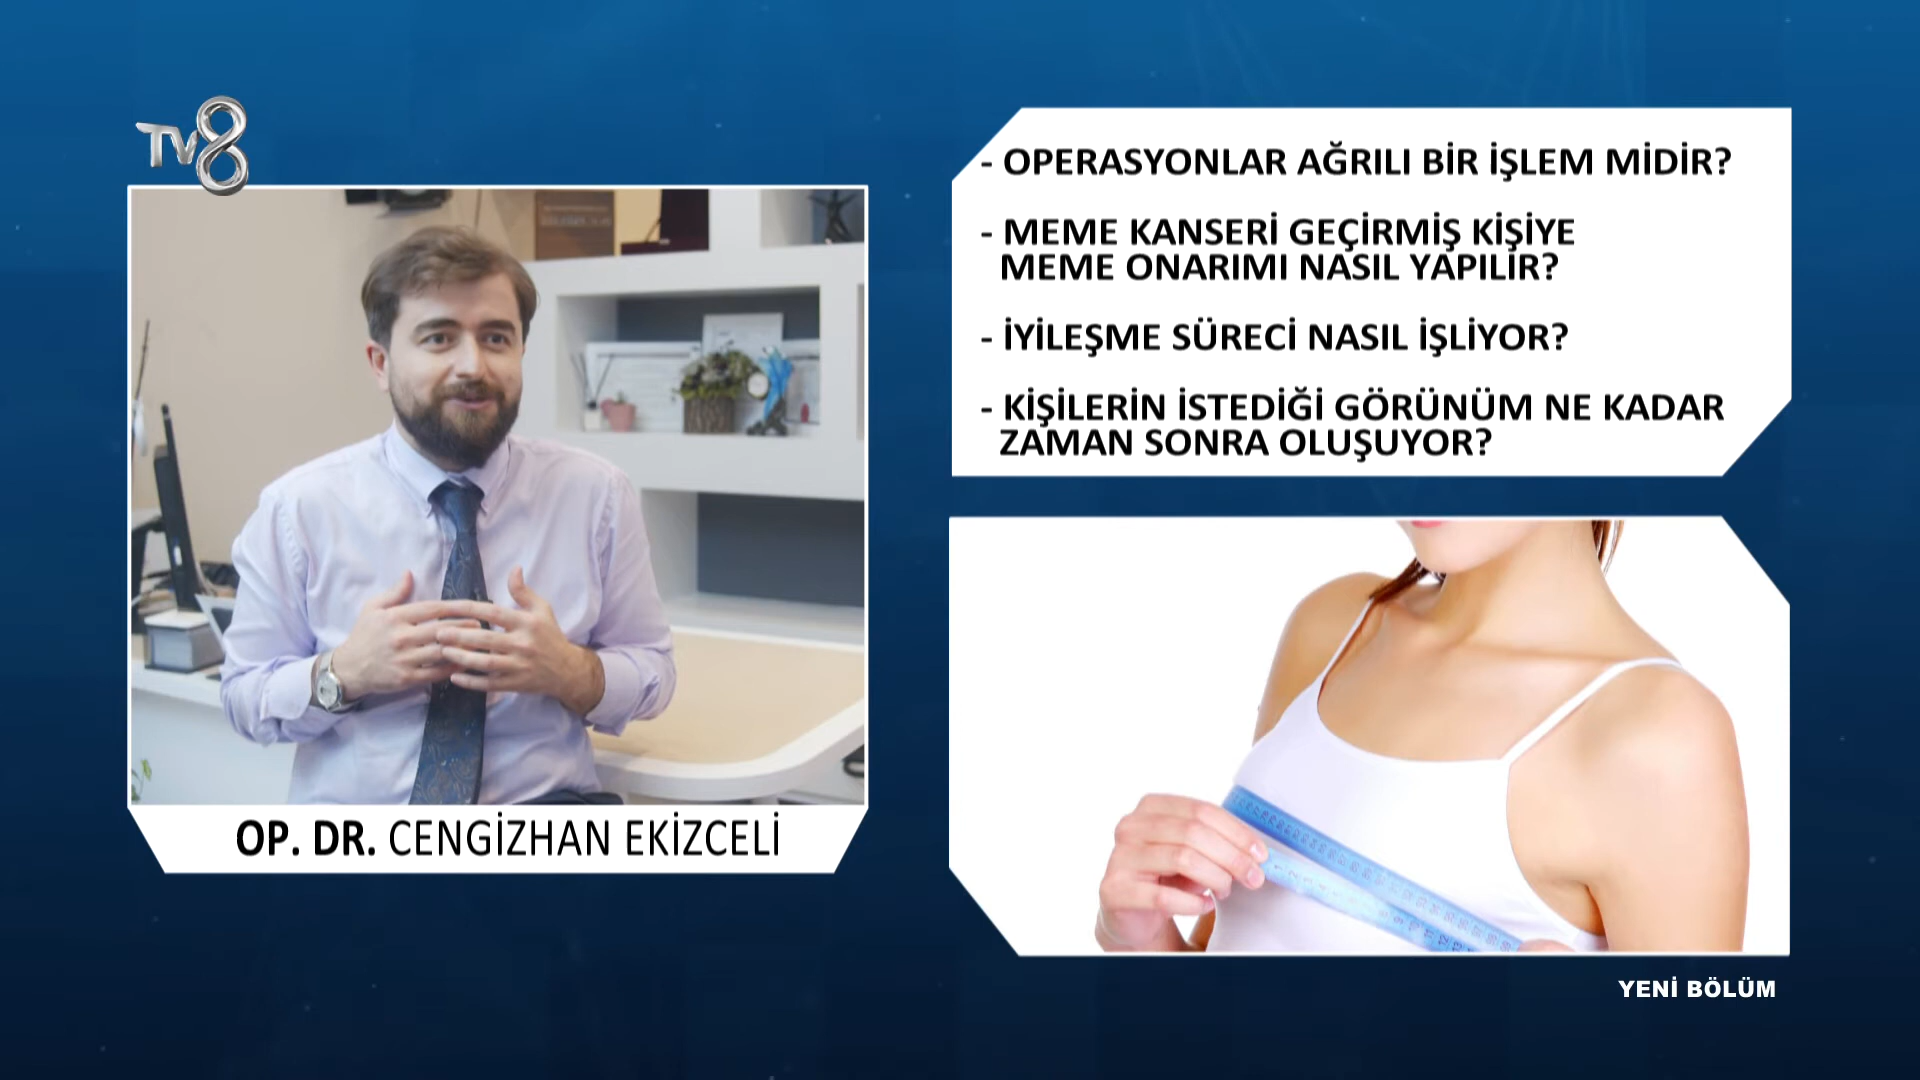 TV8
- OPERASYONLAR AĞRILI BİR İŞLEM MİDİR?
- MEME KANSERİ GEÇİRMİŞ KİŞİYE
MEME ONARIMI NASIL YAPILIR?
- İYİLEŞME SÜRECİ NASIL İŞLİYOR?
- KİŞİLERİN İSTEDİĞİ GÖRÜNÜM NE KADAR
ZAMAN SONRA OLUŞUYOR?
OP. DR. CENGİZHAN EKİZCELİ
YENİ BÖLÜM